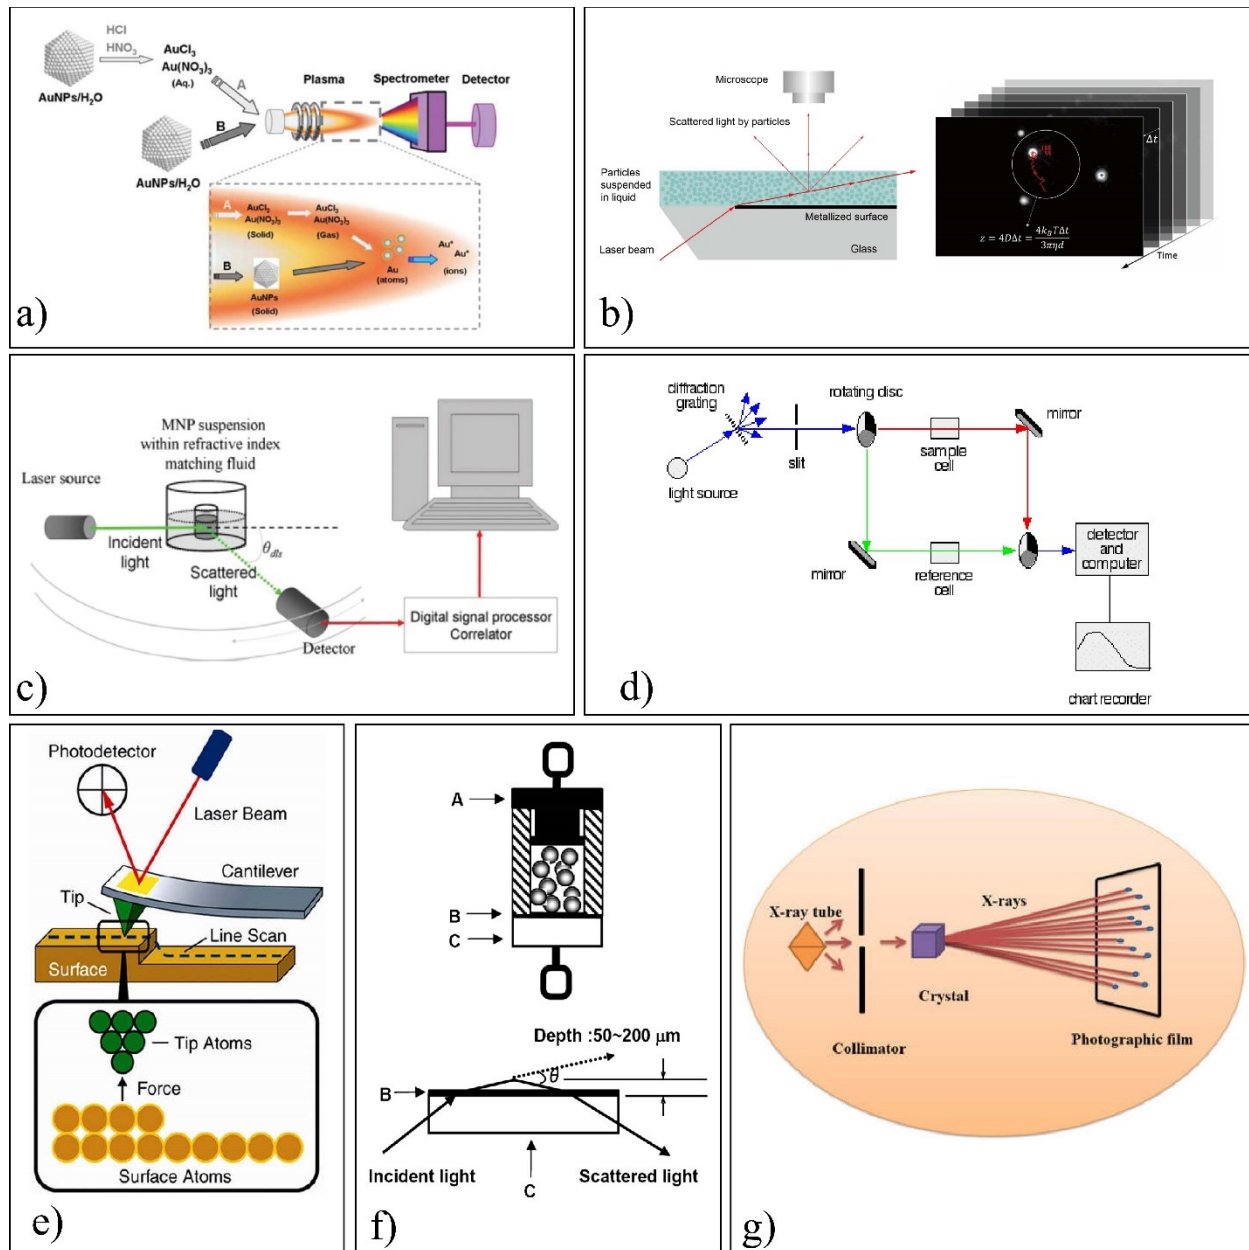 HCl
HNO3
AuCl3
Au(NO3)3
(Aq.)
AuNPs/H2O
A
B
AuNPs/H2O
Plasma
Spectrometer
Detector
A
AuCl3
Au(NO3)3
(Solid)
AuCl3
Au(NO3)3
(Gas)
Au
(atoms)
Au+
Au+
(ions)
B
AuNPs
(Solid)
a)
Microscope
Scattered light by particles
Particles
suspended
in liquid
Metallized surface
Laser beam
Glass
Δt
z = 4DΔt = 4kBTΔt / 3πηd
Time
b)
MNP suspension
within refractive index
matching fluid
Laser source
Incident
light
Scattered
light
θdls
Detector
Digital signal processor
Correlator
c)
diffraction
grating
rotating disc
mirror
slit
sample
cell
light source
mirror
reference
cell
detector
and
computer
chart recorder
d)
Photodetector
Laser Beam
Cantilever
Tip
Line Scan
Surface
Tip Atoms
Force
Surface Atoms
e)
A
B
C
Depth :50~200 μm
θ
B
Incident light
Scattered light
C
f)
X-ray tube
X-rays
Crystal
Collimator
Photographic film
g)